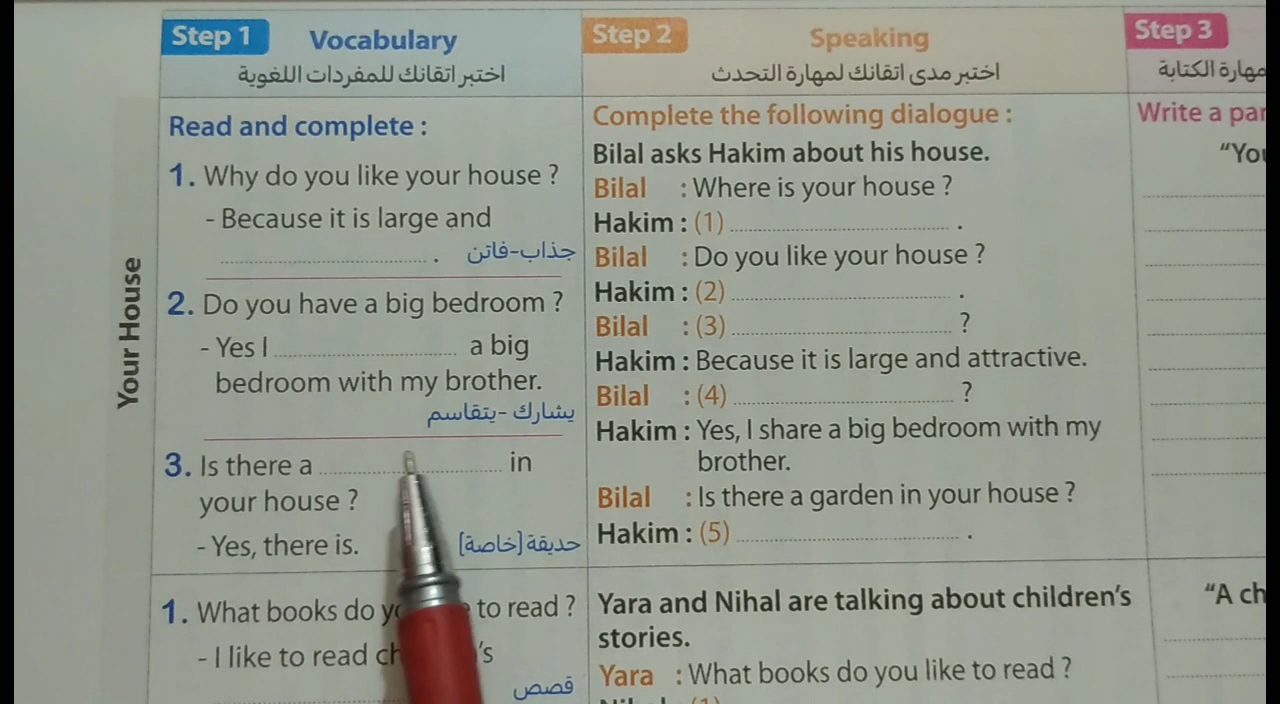 Step 1 Vocabulary
اختبر اتقانك للمفردات اللغوية
Read and complete :
1. Why do you like your house ?
- Because it is large and
.......................... . جذاب-فاتن
2. Do you have a big bedroom ?
- Yes I .......................... a big
bedroom with my brother.
يشارك -يتقاسم
3. Is there a .......................... in
your house ?
- Yes, there is. حديقة [خاصة]
Your House
1. What books do to read ?
- I like to read 's
قصص
Step 2 Speaking
اختبر مدى اتقانك لمهارة التحدث
Complete the following dialogue :
Bilal asks Hakim about his house.
Bilal : Where is your house ?
Hakim : (1) .......................... .
Bilal : Do you like your house ?
Hakim : (2) .......................... .
Bilal : (3) .......................... ?
Hakim : Because it is large and attractive.
Bilal : (4) .......................... ?
Hakim : Yes, I share a big bedroom with my
brother.
Bilal : Is there a garden in your house ?
Hakim : (5) .......................... .
Yara and Nihal are talking about children's
stories.
Yara : What books do you like to read ?
Step 3
مهارة الكتابة
Write a par
"You
"A ch